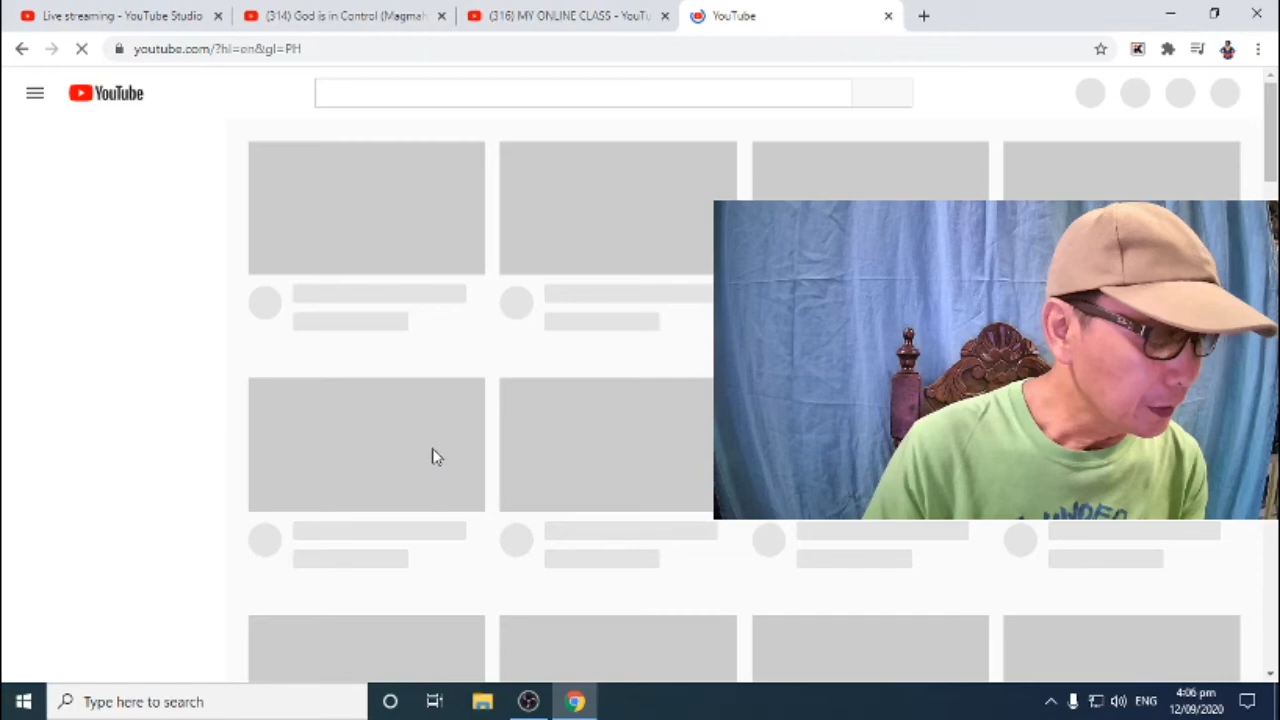 Live streaming - YouTube Studio
(314) God is in Control (Magmah
(316) MY ONLINE CLASS - YouTu
YouTube
youtube.com/?hl=en&gl=PH
YouTube
Type here to search
ENG
4:06 pm
12/09/2020